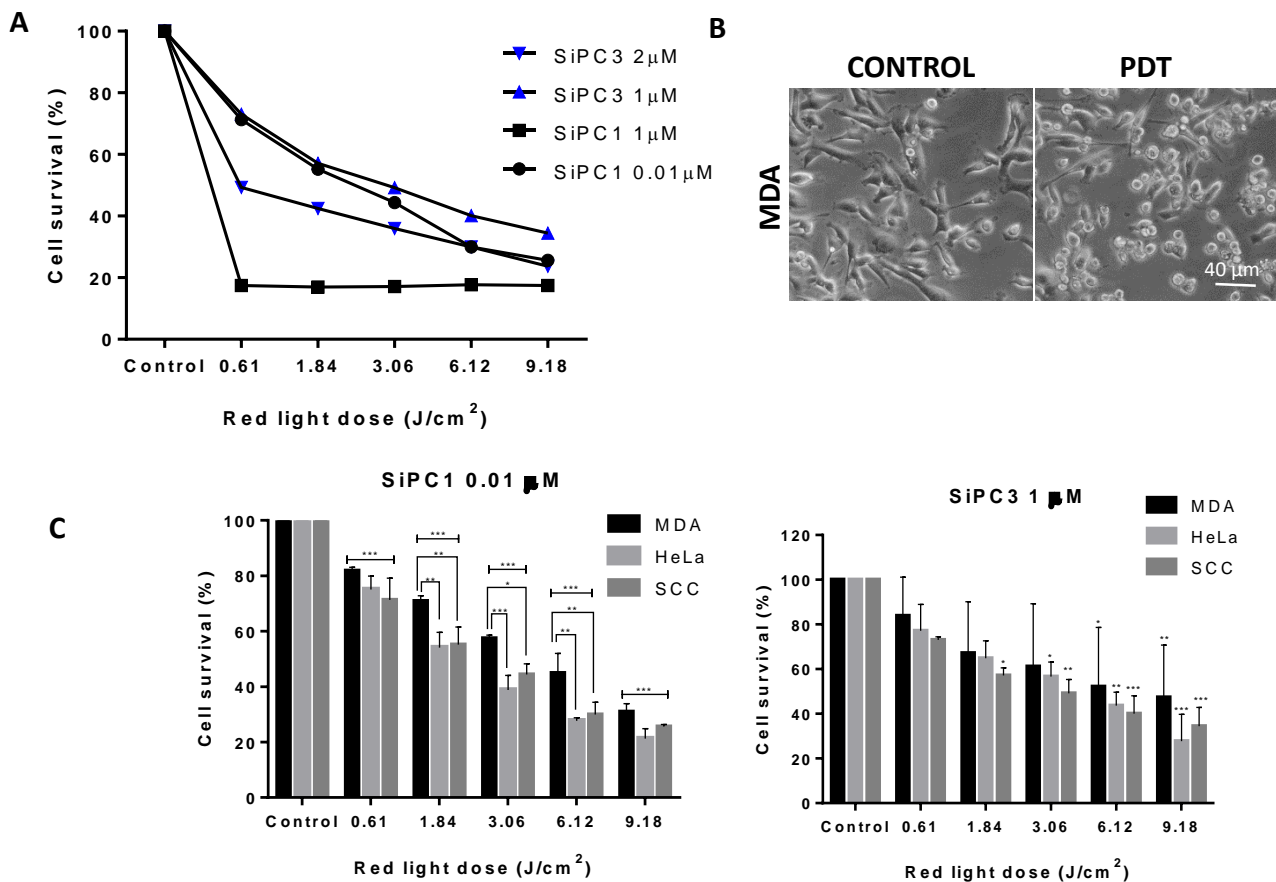 A
100
80
60
40
20
0
Cell survival (%)
Control 0.61 1.84 3.06 6.12 9.18
Red light dose (J/cm²)
SiPC3 2μM
SiPC3 1μM
SiPC1 1μM
SiPC1 0.01μM
B
CONTROL PDT
MDA
40 μm
C
SiPC1 0.01 μM
MDA
HeLa
SCC
100
80
60
40
20
0
Cell survival (%)
*** *** ** ** *** * *** *** ** ** ***
Control 0.61 1.84 3.06 6.12 9.18
Red light dose (J/cm²)
SiPC3 1 μM
MDA
HeLa
SCC
120
100
80
60
40
20
0
Cell survival (%)
* * ** * ** *** ** *** ***
Control 0.61 1.84 3.06 6.12 9.18
Red light dose (J/cm²)